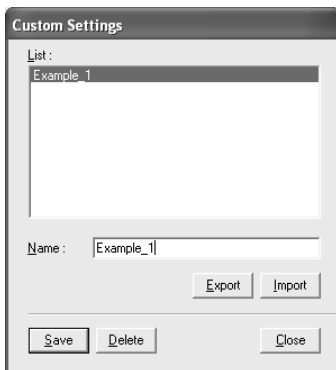 Custom Settings
List :
Example_1
Name : Example_1
Export Import
Save Delete Close